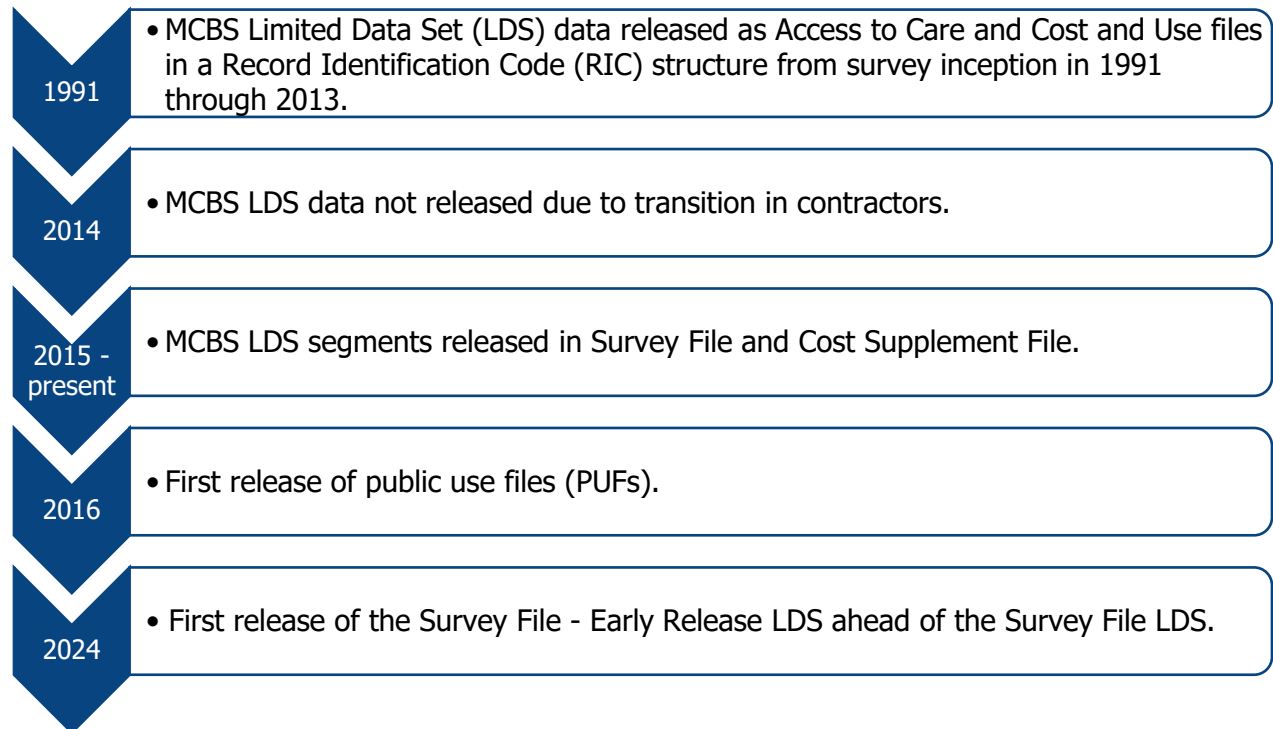 1991
• MCBS Limited Data Set (LDS) data released as Access to Care and Cost and Use files
in a Record Identification Code (RIC) structure from survey inception in 1991
through 2013.
2014
• MCBS LDS data not released due to transition in contractors.
2015 -
present
• MCBS LDS segments released in Survey File and Cost Supplement File.
2016
• First release of public use files (PUFs).
2024
• First release of the Survey File - Early Release LDS ahead of the Survey File LDS.